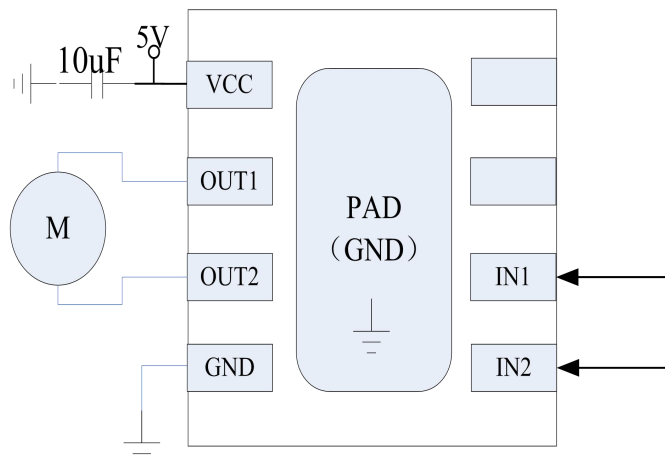 5V
10uF
VCC
OUT1
M
PAD
（GND）
OUT2
IN1
GND
IN2